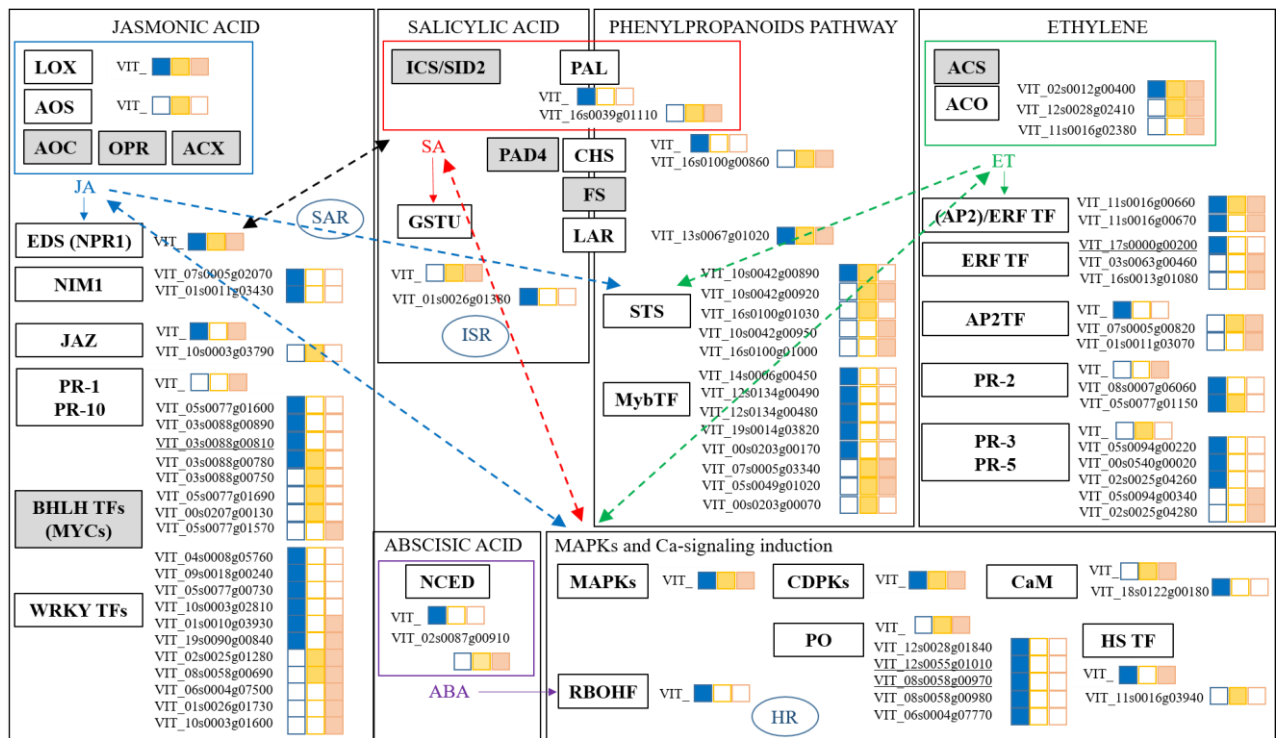 JASMONIC ACID
LOX
VIT_
AOS
VIT_
AOC
OPR
ACX
JA
EDS (NPR1)
VIT_
NIM1
VIT_07s0005g02070
VIT_01s0011g03430
JAZ
VIT_
VIT_10s0003g03790
PR-1
PR-10
VIT_
VIT_05s0077g01600
VIT_03s0088g00890
VIT_03s0088g00810
VIT_03s0088g00780
VIT_03s0088g00750
VIT_05s0077g01690
VIT_00s0207g00130
VIT_05s0077g01570
BHLH TFs
(MYCs)
WRKY TFs
VIT_04s0008g05760
VIT_09s0018g00240
VIT_05s0077g00730
VIT_10s0003g02810
VIT_01s0010g03930
VIT_19s0090g00840
VIT_02s0025g01280
VIT_08s0058g00690
VIT_06s0004g07500
VIT_01s0026g01730
VIT_10s0003g01600
SALICYLIC ACID
ICS/SID2
SA
PAD4
SAR
GSTU
VIT_
VIT_01s0026g01380
ISR
PHENYLPROPANOIDS PATHWAY
PAL
VIT_
VIT_16s0039g01110
CHS
VIT_
VIT_16s0100g00860
FS
LAR
VIT_13s0067g01020
STS
VIT_10s0042g00890
VIT_10s0042g00920
VIT_16s0100g01030
VIT_10s0042g00950
VIT_16s0100g01000
MybTF
VIT_14s0006g00450
VIT_12s0134g00490
VIT_12s0134g00480
VIT_19s0014g03820
VIT_00s0203g00170
VIT_07s0005g03340
VIT_05s0049g01020
VIT_00s0203g00070
ETHYLENE
ACS
ACO
VIT_02s0012g00400
VIT_12s0028g02410
VIT_11s0016g02380
ET
(AP2)/ERF TF
VIT_11s0016g00660
VIT_11s0016g00670
ERF TF
VIT_17s0000g00200
VIT_03s0063g00460
VIT_16s0013g01080
AP2TF
VIT_
VIT_07s0005g00820
VIT_01s0011g03070
PR-2
VIT_
VIT_08s0007g06060
VIT_05s0077g01150
PR-3
PR-5
VIT_
VIT_05s0094g00220
VIT_00s0540g00020
VIT_02s0025g04260
VIT_05s0094g00340
VIT_02s0025g04280
ABSCISIC ACID
NCED
VIT_
VIT_02s0087g00910
ABA
MAPKs and Ca-signaling induction
MAPKs
VIT_
CDPKs
VIT_
CaM
VIT_
VIT_18s0122g00180
PO
VIT_
VIT_12s0028g01840
VIT_12s0055g01010
VIT_08s0058g00970
VIT_08s0058g00980
VIT_06s0004g07770
HS TF
VIT_
VIT_11s0016g03940
RBOHF
VIT_
HR